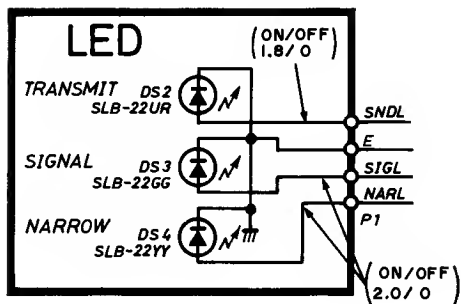 LED
(ON/OFF)
1.8/0
TRANSMIT
DS2
SLB-22UR
SNDL
E
SIGNAL
DS3
SLB-22GG
SIGL
NARL
NARROW
DS4
SLB-22YY
P1
(ON/OFF)
2.0/0